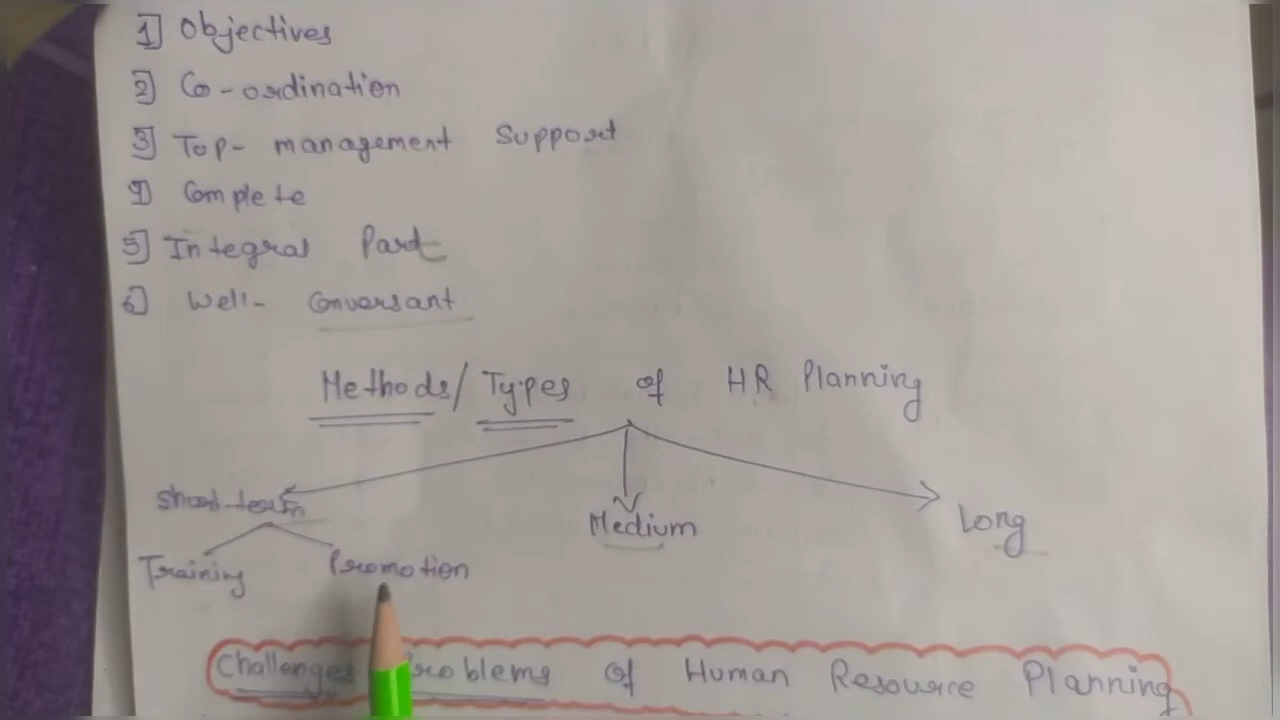 1] Objectives
2] Co-ordination
3] Top- management Support
4] Complete
5] Integral Part
6] Well- Conversant
Methods/Types of HR Planning
Short-term Medium Long
Training Promotion
Challenges Problems of Human Resource Planning